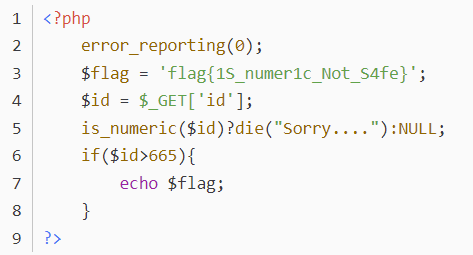 1 <?php
2 error_reporting(0);
3 $flag = 'flag{1S_numer1c_Not_S4fe}';
4 $id = $_GET['id'];
5 is_numeric($id)?die("Sorry...."):NULL;
6 if($id>665){
7 echo $flag;
8 }
9 ?>